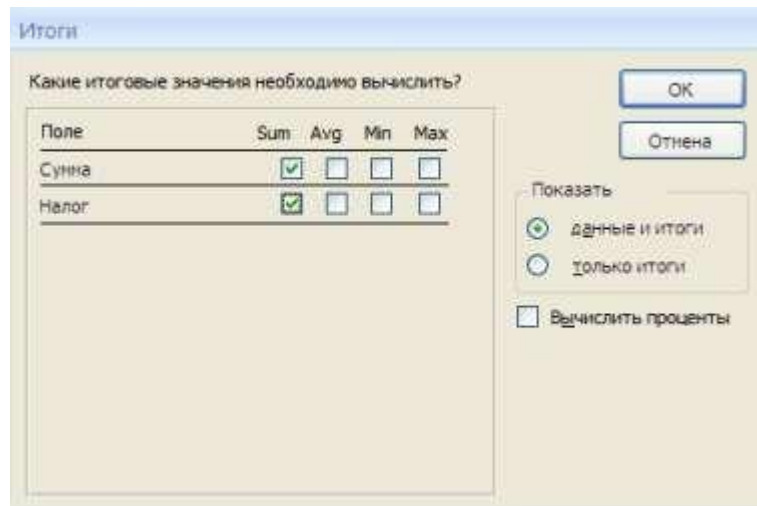 Итоги
Какие итоговые значения необходимо вычислить?
Поле Sum Avg Min Max
Сумма
Налог
OK
Отмена
Показать
данные и итоги
только итоги
Вычислить проценты